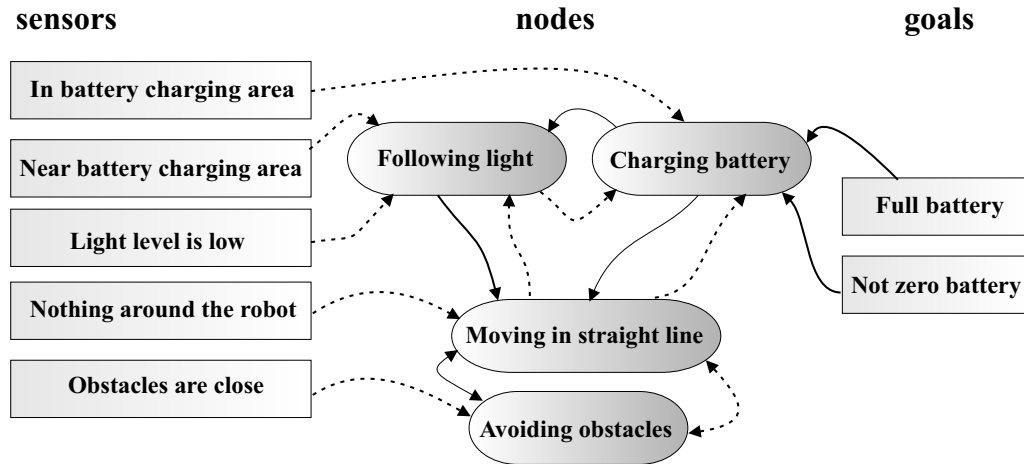 sensors
nodes
goals
In battery charging area
Near battery charging area
Light level is low
Nothing around the robot
Obstacles are close
Following light
Charging battery
Moving in straight line
Avoiding obstacles
Full battery
Not zero battery